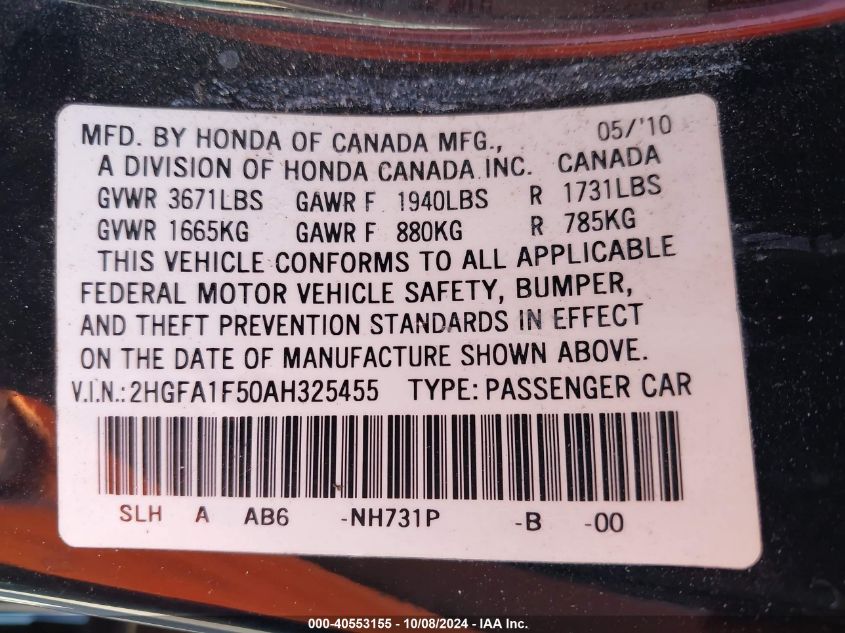 MFD. BY HONDA OF CANADA MFG., 05/'10
A DIVISION OF HONDA CANADA INC. CANADA
GVWR 3671LBS GAWR F 1940LBS R 1731LBS
GVWR 1665KG GAWR F 880KG R 785KG
THIS VEHICLE CONFORMS TO ALL APPLICABLE
FEDERAL MOTOR VEHICLE SAFETY, BUMPER,
AND THEFT PREVENTION STANDARDS IN EFFECT
ON THE DATE OF MANUFACTURE SHOWN ABOVE.
V.I.N.: 2HGFA1F50AH325455 TYPE: PASSENGER CAR
SLH A AB6 -NH731P -B -00
000-40553155 - 10/08/2024 - IAA Inc.